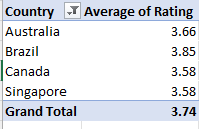 Country Average of Rating
Australia 3.66
Brazil 3.85
Canada 3.58
Singapore 3.58
Grand Total 3.74